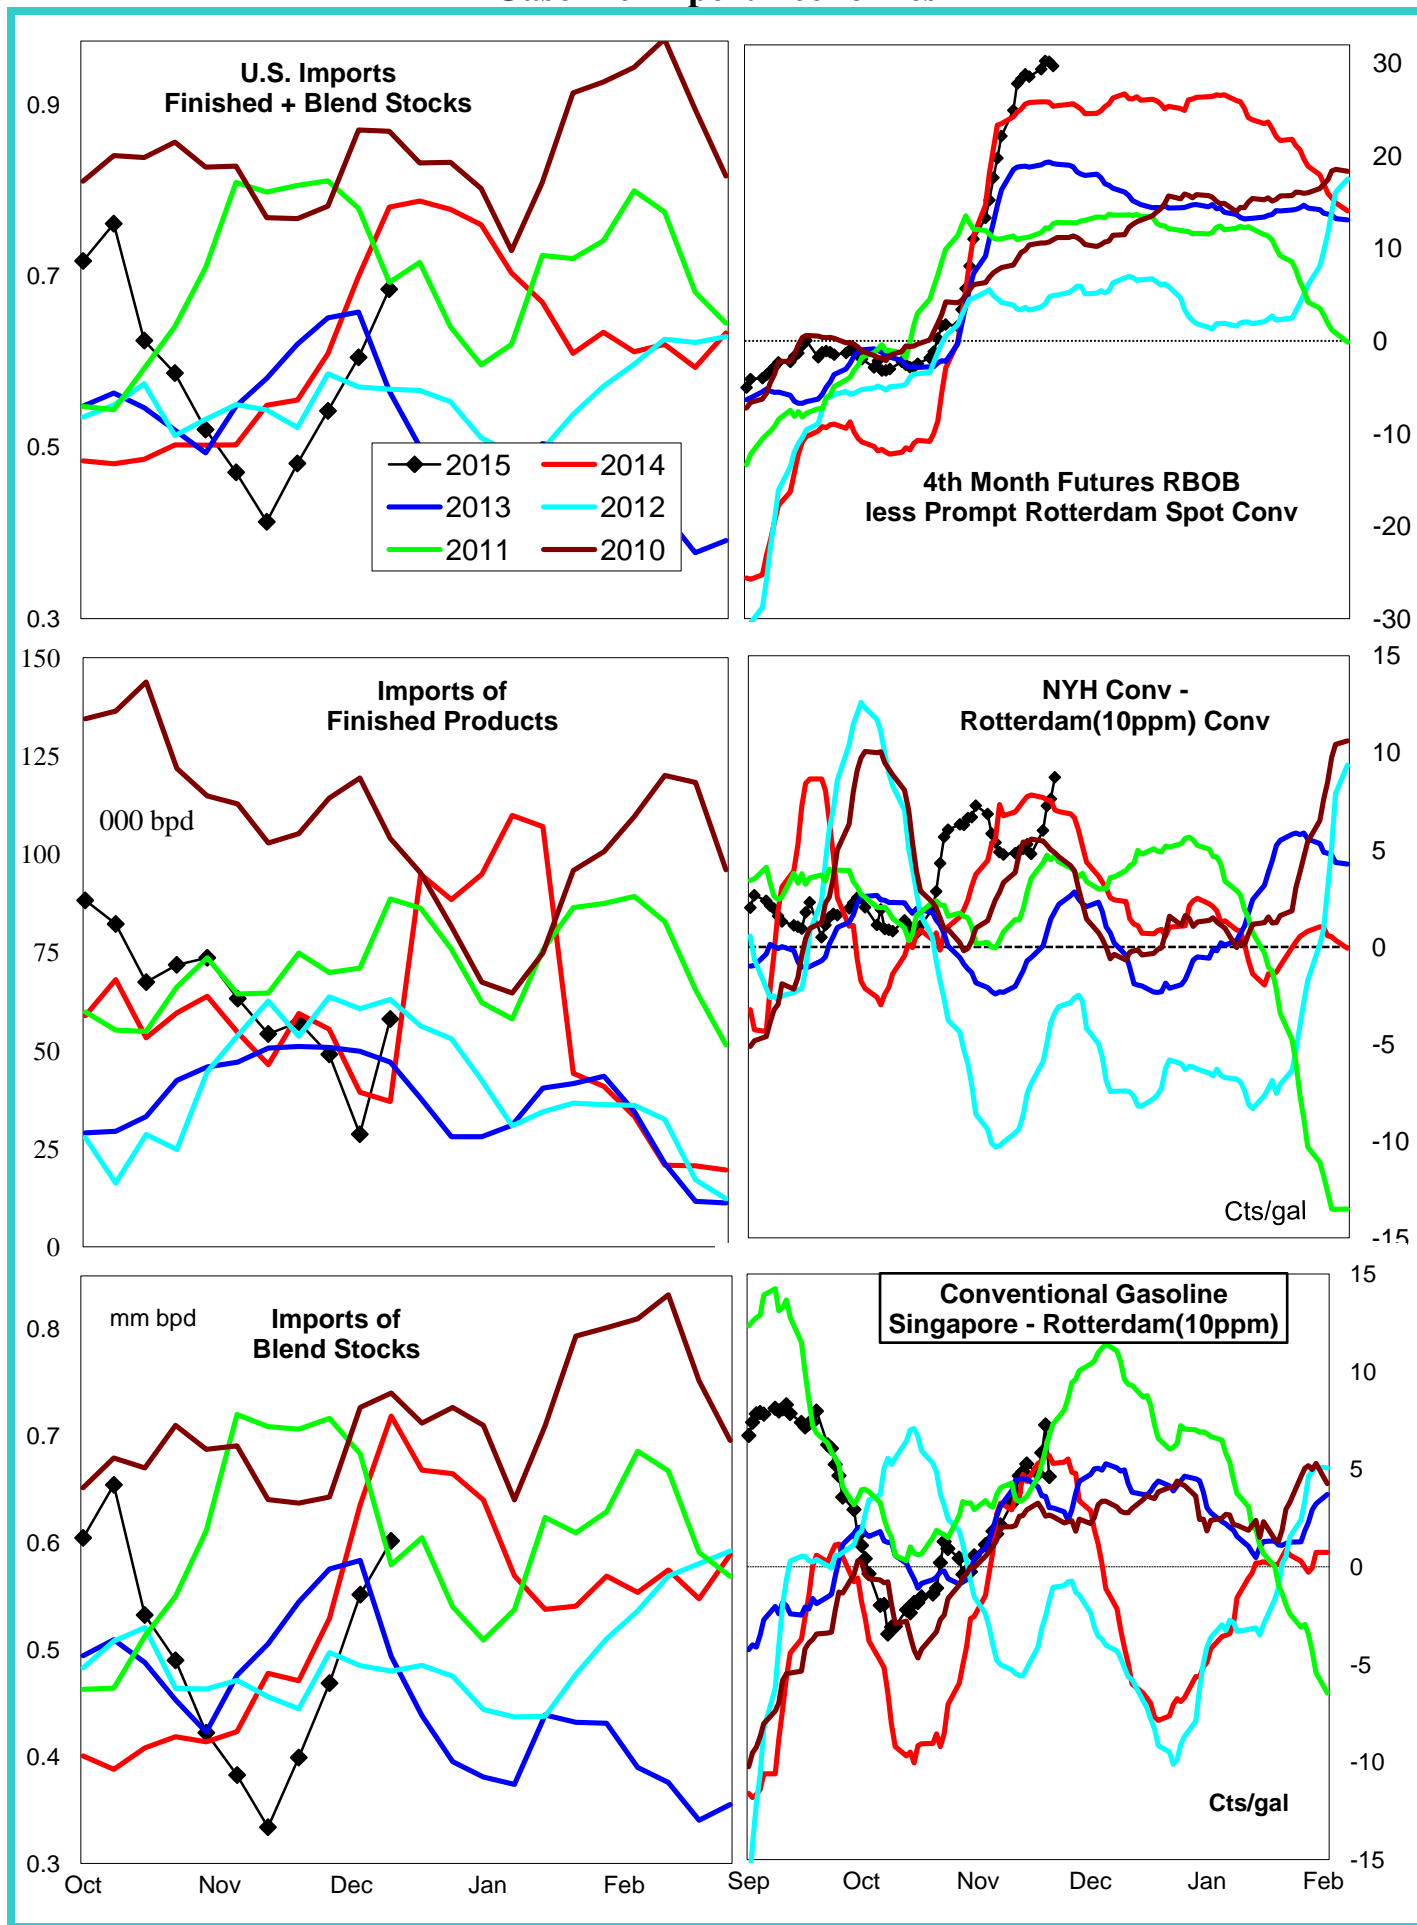 U.S. Imports
Finished + Blend Stocks
0.9
0.7
0.5
0.3
2015
2014
2013
2012
2011
2010
30
20
10
0
-10
-20
-30
4th Month Futures RBOB
less Prompt Rotterdam Spot Conv
150
125
100
75
50
25
0
Imports of
Finished Products
000 bpd
NYH Conv -
Rotterdam(10ppm) Conv
15
10
5
0
-5
-10
-15
Cts/gal
mm bpd
Imports of
Blend Stocks
0.8
0.7
0.6
0.5
0.4
0.3
Oct Nov Dec Jan Feb
Conventional Gasoline
Singapore - Rotterdam(10ppm)
15
10
5
0
-5
-10
-15
Cts/gal
Sep Oct Nov Dec Jan Feb